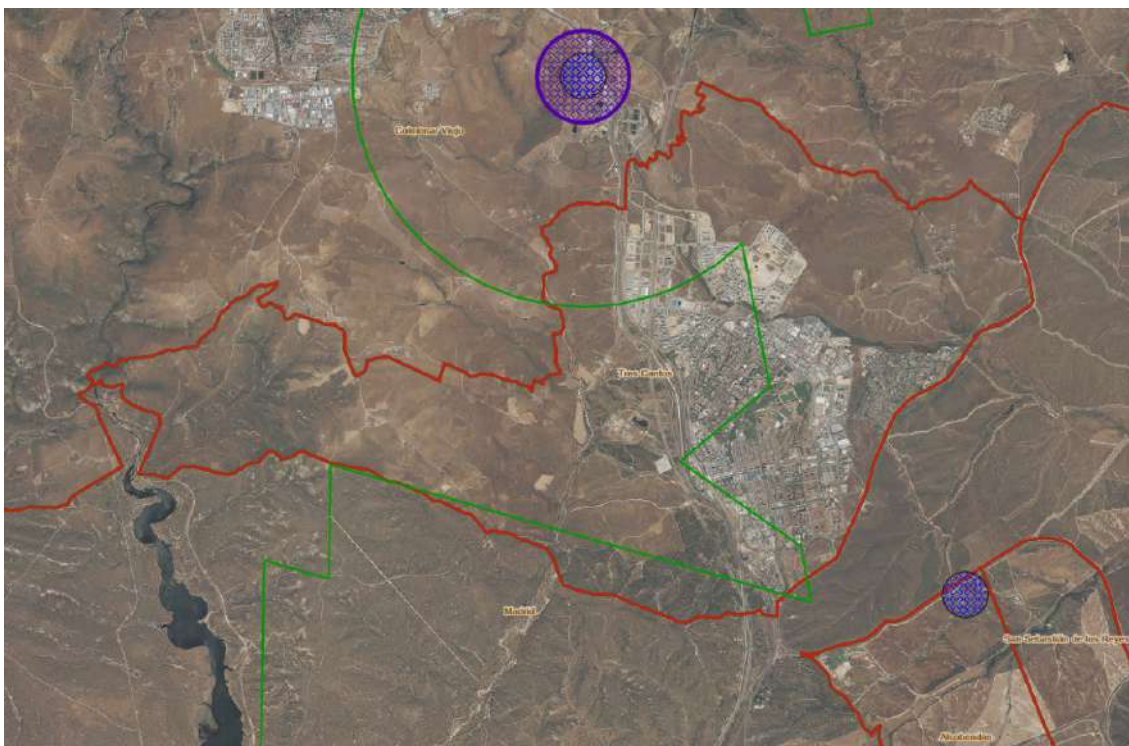 Colmenar Viejo
Tres Cantos
Madrid
San Sebastián de los Reyes
Alcobendas